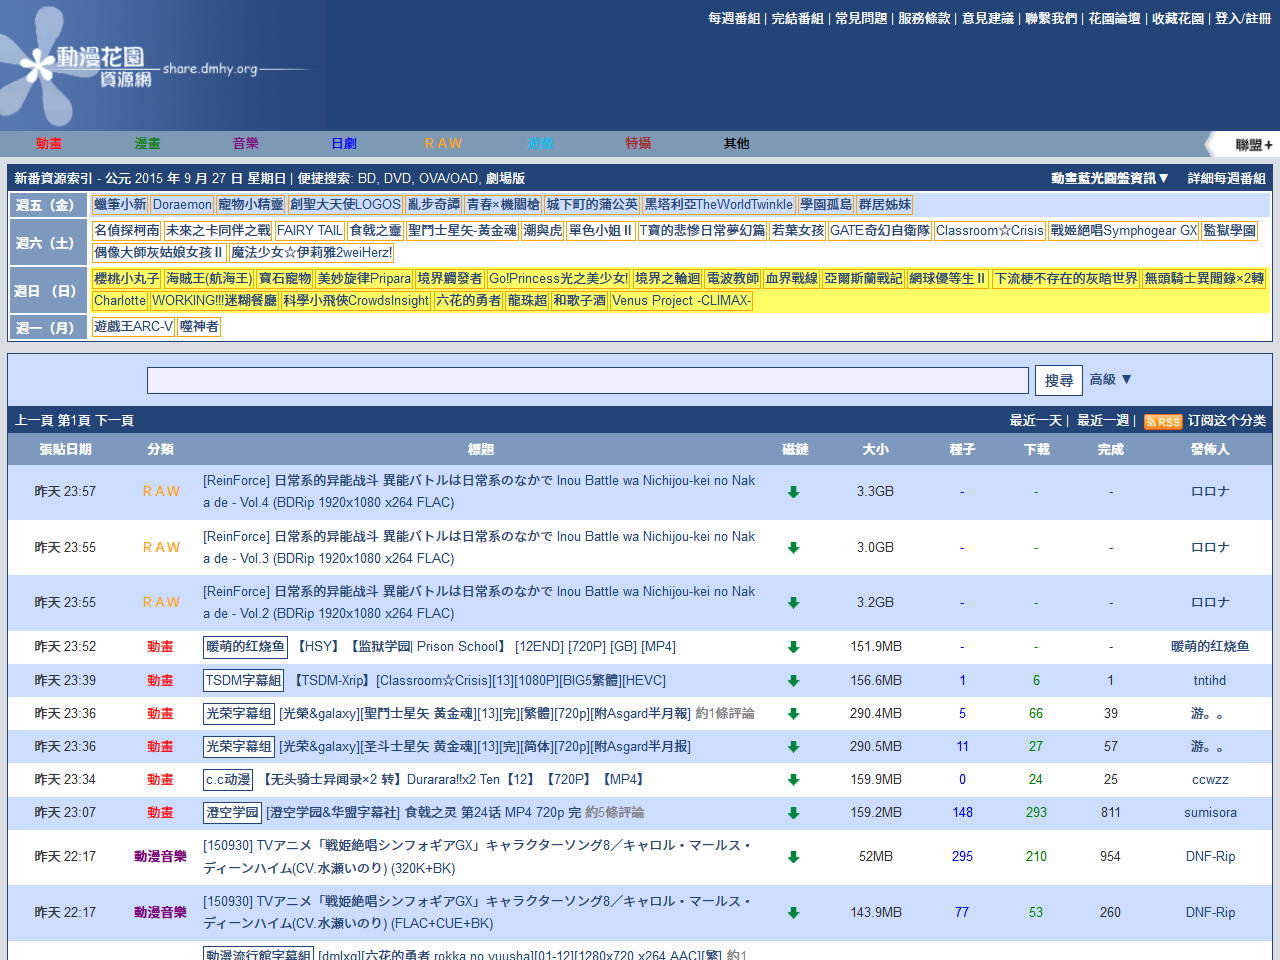 每週番組 | 完結番組 | 常見問題 | 服務條款 | 意見建議 | 聯繫我們 | 花園論壇 | 收藏花園 | 登入/註冊
動漫花園
資源網
share.dmhy.org
動畫 漫畫 音樂 日劇 ＲＡＷ 遊戲 特攝 其他 聯盟+
新番資源索引 - 公元 2015 年 9 月 27 日 星期日 | 便捷搜索: BD, DVD, OVA/OAD, 劇場版 動畫藍光圓盤資訊▼ 詳細每週番組
週五（金） 蠟筆小新 Doraemon 寵物小精靈 創聖大天使LOGOS 亂步奇譚 青春×機關槍 城下町的蒲公英 黑塔利亞TheWorldTwinkle 學園孤島 群居姊妹
週六（土） 名偵探柯南 未來之卡同伴之戰 FAIRY TAIL 食戟之靈 聖鬥士星矢-黃金魂 潮與虎 單色小姐Ⅱ T寶的悲慘日常夢幻篇 若葉女孩 GATE奇幻自衛隊 Classroom☆Crisis 戰姬絕唱Symphogear GX 監獄學園
偶像大師灰姑娘女孩Ⅱ 魔法少女☆伊莉雅2weiHerz!
週日 （日） 櫻桃小丸子 海賊王(航海王) 寶石寵物 美妙旋律Pripara 境界觸發者 Go!Princess光之美少女! 境界之輪迴 電波教師 血界戰線 亞爾斯蘭戰記 網球優等生Ⅱ 下流梗不存在的灰暗世界 無頭騎士異聞錄×2轉
Charlotte WORKING!!!迷糊餐廳 科學小飛俠CrowdsInsight 六花的勇者 龍珠超 和歌子酒 Venus Project -CLIMAX-
週一（月） 遊戲王ARC-V 噬神者
搜尋 高級 ▼
上一頁 第1頁 下一頁 最近一天 | 最近一週 | RSS 订阅这个分类
張貼日期 分類 標題 磁鏈 大小 種子 下載 完成 發佈人
昨天 23:57 ＲＡＷ [ReinForce] 日常系的异能战斗 異能バトルは日常系のなかで Inou Battle wa Nichijou-kei no Nak 3.3GB - - - ロロナ
a de - Vol.4 (BDRip 1920x1080 x264 FLAC)
昨天 23:55 ＲＡＷ [ReinForce] 日常系的异能战斗 異能バトルは日常系のなかで Inou Battle wa Nichijou-kei no Nak 3.0GB - - - ロロナ
a de - Vol.3 (BDRip 1920x1080 x264 FLAC)
昨天 23:55 ＲＡＷ [ReinForce] 日常系的异能战斗 異能バトルは日常系のなかで Inou Battle wa Nichijou-kei no Nak 3.2GB - - - ロロナ
a de - Vol.2 (BDRip 1920x1080 x264 FLAC)
昨天 23:52 動畫 暖萌的红烧鱼 【HSY】【监狱学园| Prison School】 [12END] [720P] [GB] [MP4] 151.9MB - - - 暖萌的红烧鱼
昨天 23:39 動畫 TSDM字幕組 【TSDM-Xrip】[Classroom☆Crisis][13][1080P][BIG5繁體][HEVC] 156.6MB 1 6 1 tntihd
昨天 23:36 動畫 光荣字幕组 [光榮&galaxy][聖鬥士星矢 黃金魂][13][完][繁體][720p][附Asgard半月報] 約1條評論 290.4MB 5 66 39 游。。
昨天 23:36 動畫 光荣字幕组 [光荣&galaxy][圣斗士星矢 黄金魂][13][完][简体][720p][附Asgard半月报] 290.5MB 11 27 57 游。。
昨天 23:34 動畫 c.c动漫 【无头骑士异闻录×2 转】Durarara!!x2 Ten【12】【720P】【MP4】 159.9MB 0 24 25 ccwzz
昨天 23:07 動畫 澄空学园 [澄空学园&华盟字幕社] 食戟之灵 第24话 MP4 720p 完 約5條評論 159.2MB 148 293 811 sumisora
昨天 22:17 動漫音樂 [150930] TVアニメ「戦姫絶唱シンフォギアGX」キャラクターソング8／キャロル・マールス・ 52MB 295 210 954 DNF-Rip
ディーンハイム(CV.水瀬いのり) (320K+BK)
昨天 22:17 動漫音樂 [150930] TVアニメ「戦姫絶唱シンフォギアGX」キャラクターソング8／キャロル・マールス・ 143.9MB 77 53 260 DNF-Rip
ディーンハイム(CV.水瀬いのり) (FLAC+CUE+BK)
動漫流行館字幕組 [dmlxg][六花的勇者 rokka no yuusha][01-12][1280x720 x264 AAC][繁] 約1